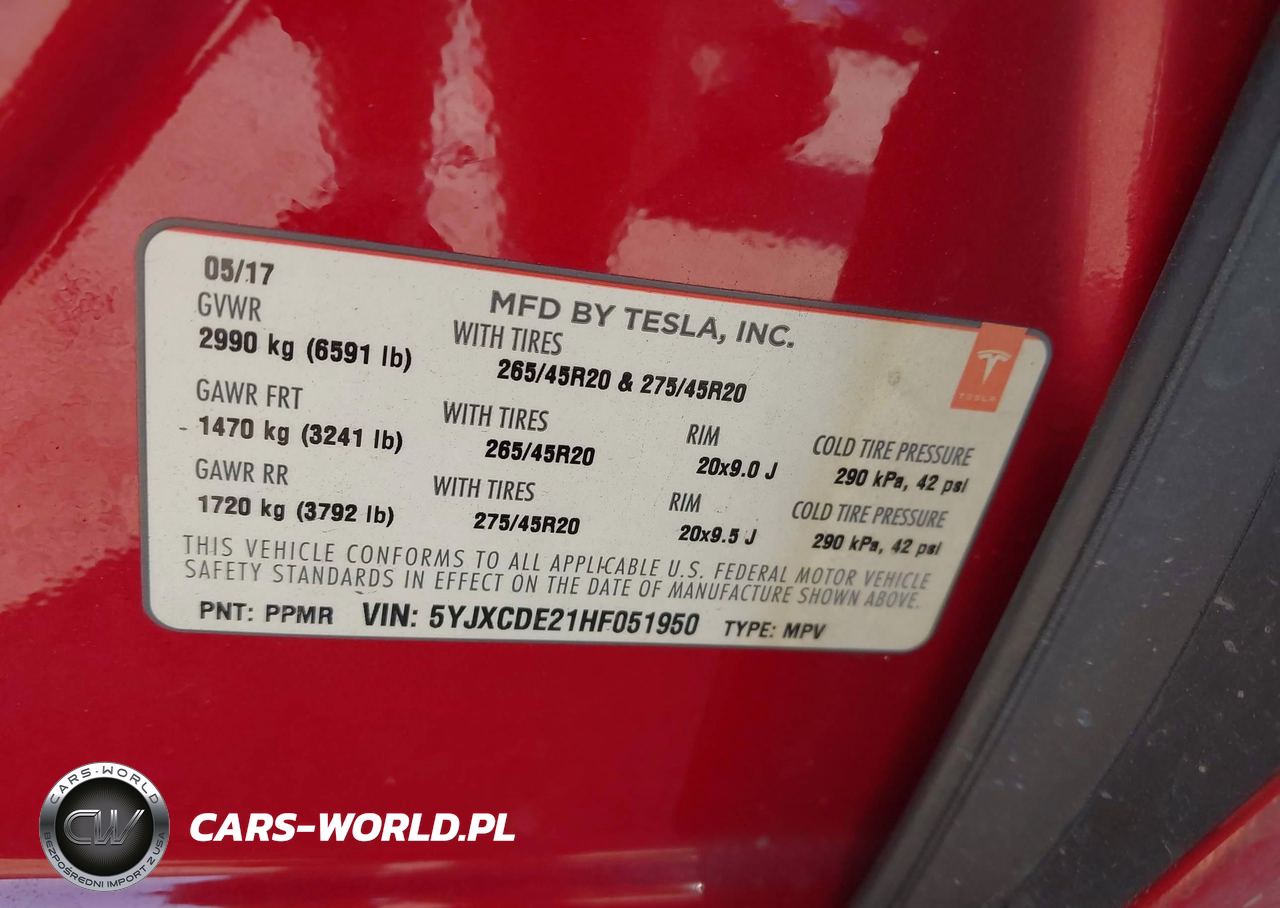 05/17
MFD BY TESLA, INC.
GVWR
WITH TIRES
2990 kg (6591 lb)
265/45R20 & 275/45R20
TESLA
GAWR FRT
WITH TIRES
RIM
COLD TIRE PRESSURE
1470 kg (3241 lb)
265/45R20
20x9.0 J
290 kPa, 42 psi
GAWR RR
WITH TIRES
RIM
COLD TIRE PRESSURE
1720 kg (3792 lb)
275/45R20
20x9.5 J
290 kPa, 42 psi
THIS VEHICLE CONFORMS TO ALL APPLICABLE U.S. FEDERAL MOTOR VEHICLE
SAFETY STANDARDS IN EFFECT ON THE DATE OF MANUFACTURE SHOWN ABOVE.
PNT: PPMR VIN: 5YJXCDE21HF051950 TYPE: MPV
CARS-WORLD
CW
BEZPOŚREDNI IMPORT Z USA
CARS-WORLD.PL